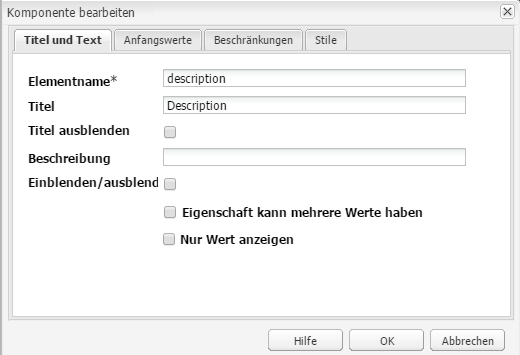 Komponente bearbeiten
Titel und Text Anfangswerte Beschränkungen Stile
Elementname* description
Titel Description
Titel ausblenden
Beschreibung
Einblenden/ausblend
Eigenschaft kann mehrere Werte haben
Nur Wert anzeigen
Hilfe OK Abbrechen